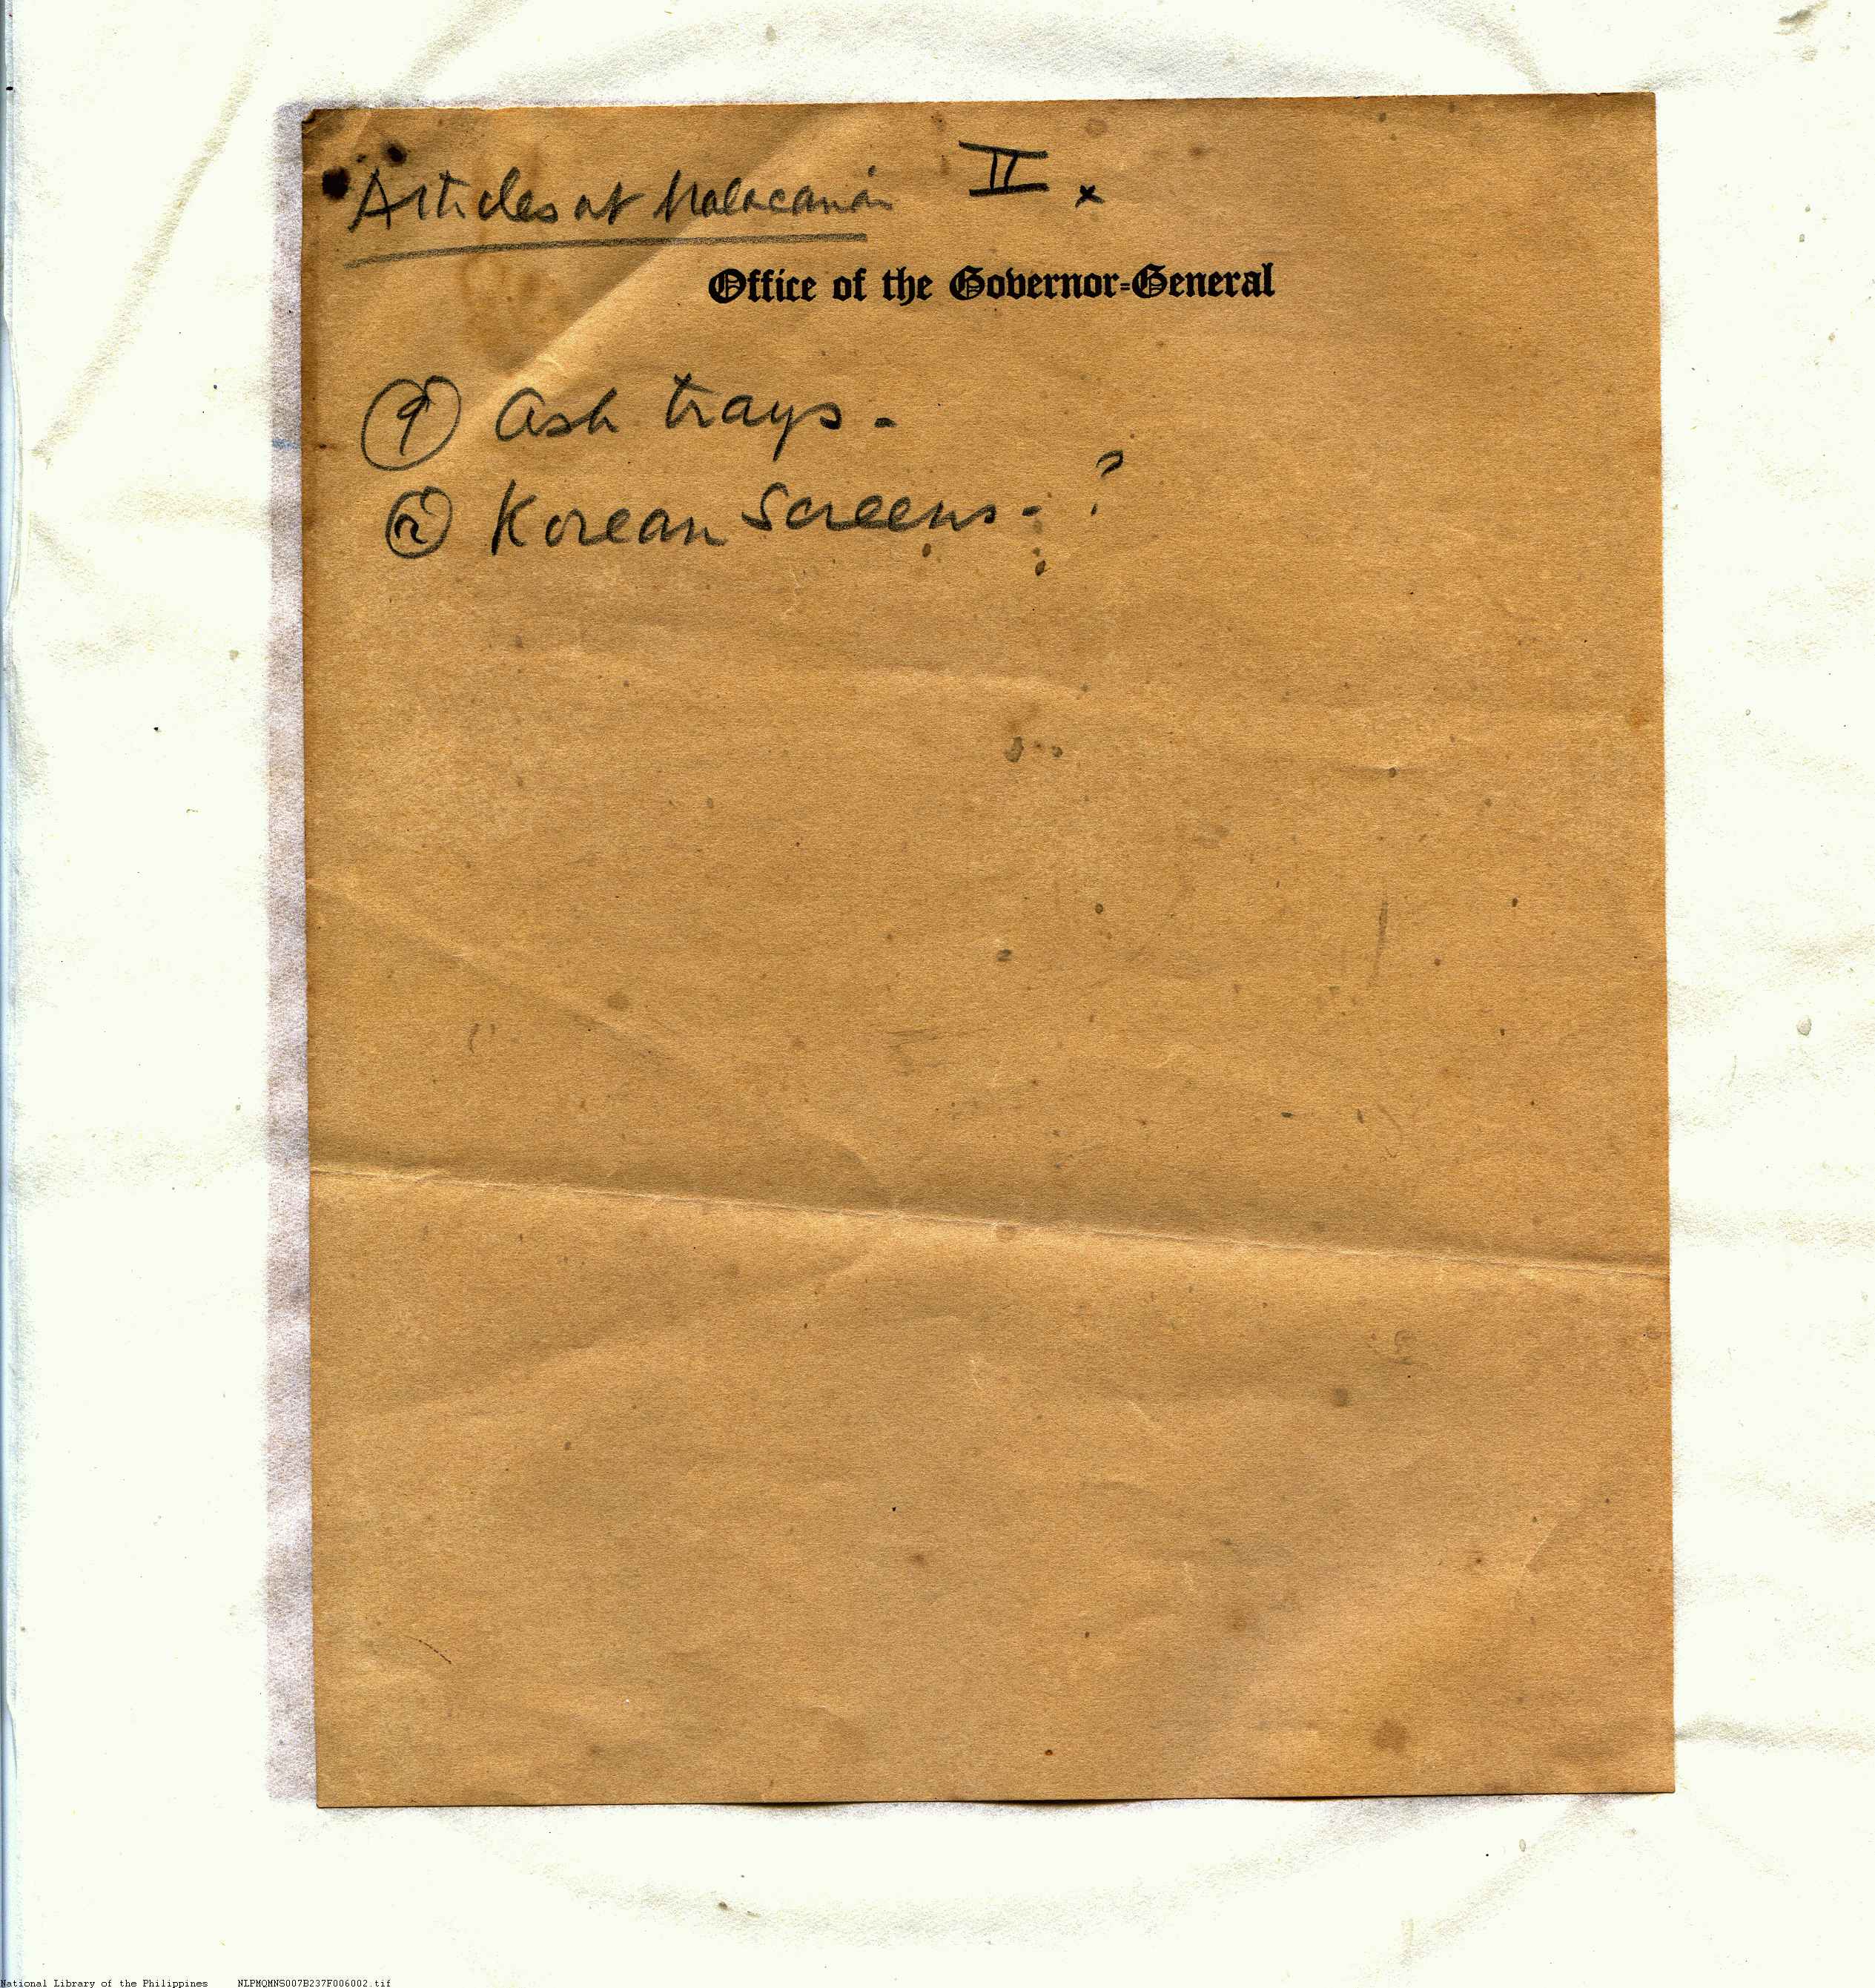 Articles at Malacañan II. x
Office of the Governor-General
9 Ash trays.
2 Korean Screens - ?
National Library of the Philippines NLPMQMNS007B237F006002.tif